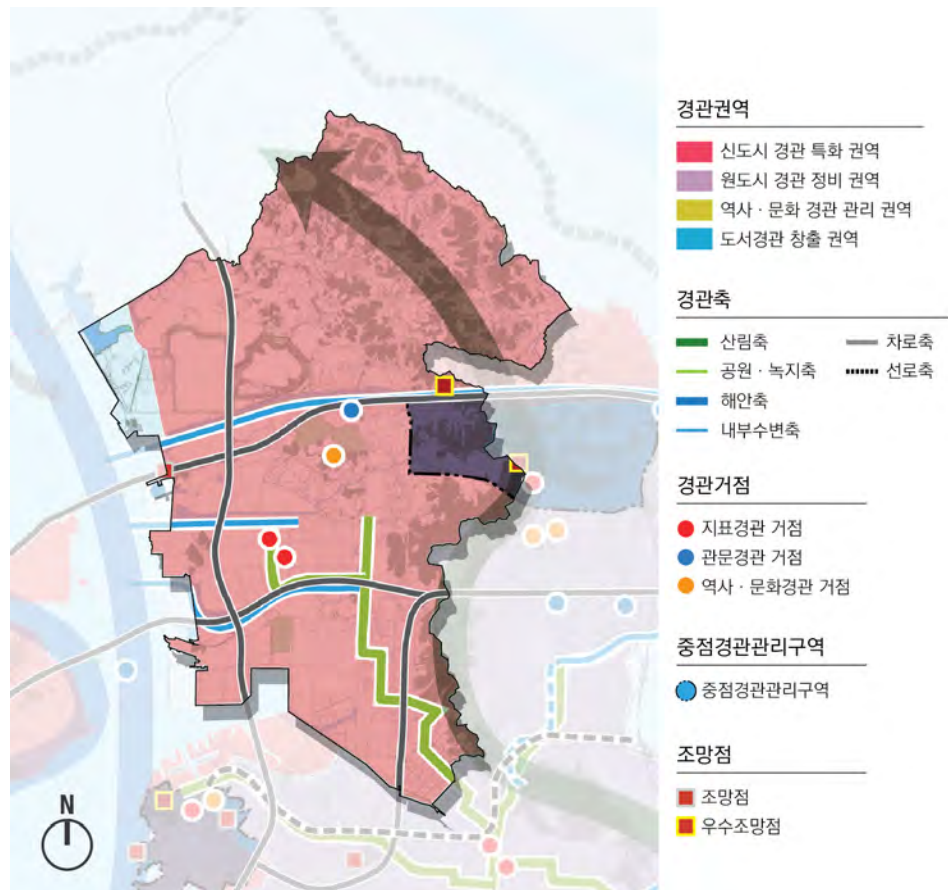 경관권역
신도시 경관 특화 권역
원도시 경관 정비 권역
역사 · 문화 경관 관리 권역
도서경관 창출 권역
경관축
산림축
차로축
공원 · 녹지축
선로축
해안축
내부수변축
경관거점
지표경관 거점
관문경관 거점
역사 · 문화경관 거점
중점경관관리구역
중점경관관리구역
조망점
조망점
우수조망점
N